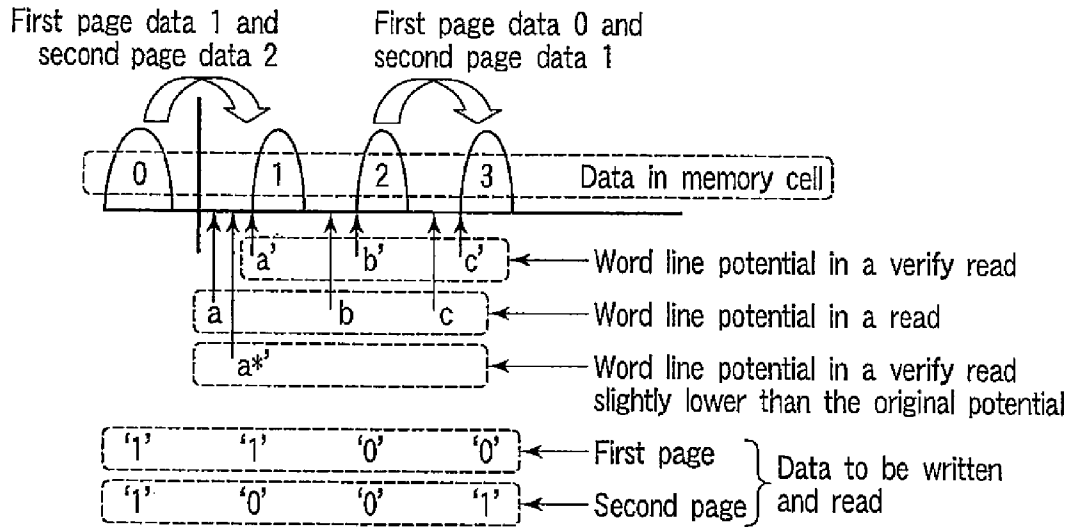 First page data 1 and
second page data 2
First page data 0 and
second page data 1
0 1 2 3 Data in memory cell
a' b' c' Word line potential in a verify read
a b c Word line potential in a read
a*' Word line potential in a verify read
slightly lower than the original potential
‘1’ ‘1’ ‘0’ ‘0’ First page
‘1’ ‘0’ ‘0’ ‘1’ Second page
Data to be written
and read